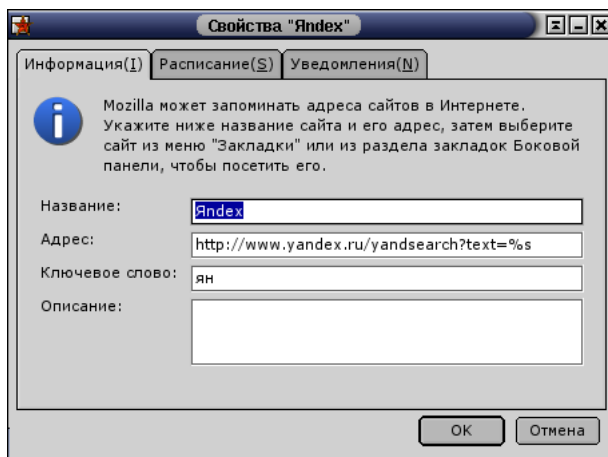 Свойства "Яndex"
Информация(I) Расписание(S) Уведомления(N)
Mozilla может запоминать адреса сайтов в Интернете.
Укажите ниже название сайта и его адрес, затем выберите
сайт из меню "Закладки" или из раздела закладок Боковой
панели, чтобы посетить его.
Название: Яndex
Адрес: http://www.yandex.ru/yandsearch?text=%s
Ключевое слово: ян
Описание:
OK Отмена